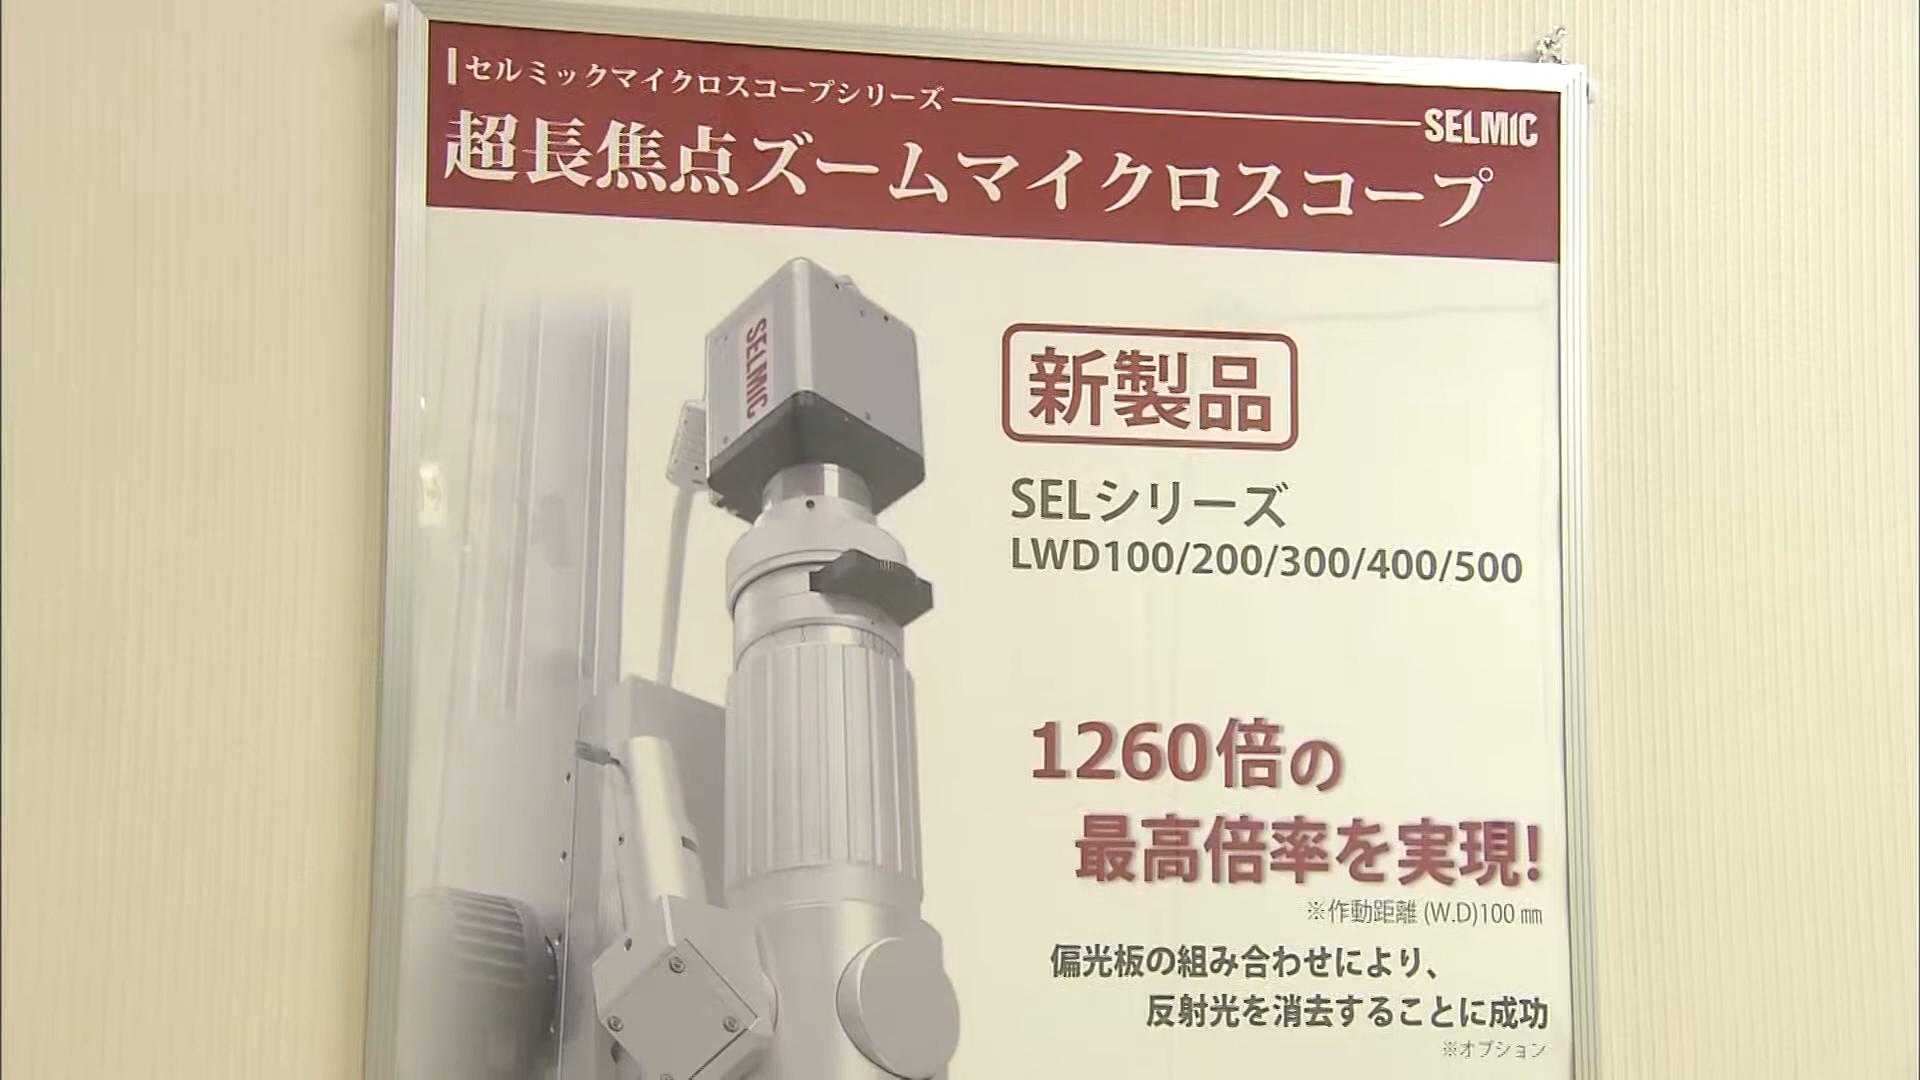 セルミックマイクロスコープシリーズ
SELMIC
超長焦点ズームマイクロスコープ
SELMIC
新製品
SELシリーズ
LWD100/200/300/400/500
1260倍の
最高倍率を実現!
※作動距離(W.D)100㎜
偏光板の組み合わせにより、
反射光を消去することに成功
※オプション